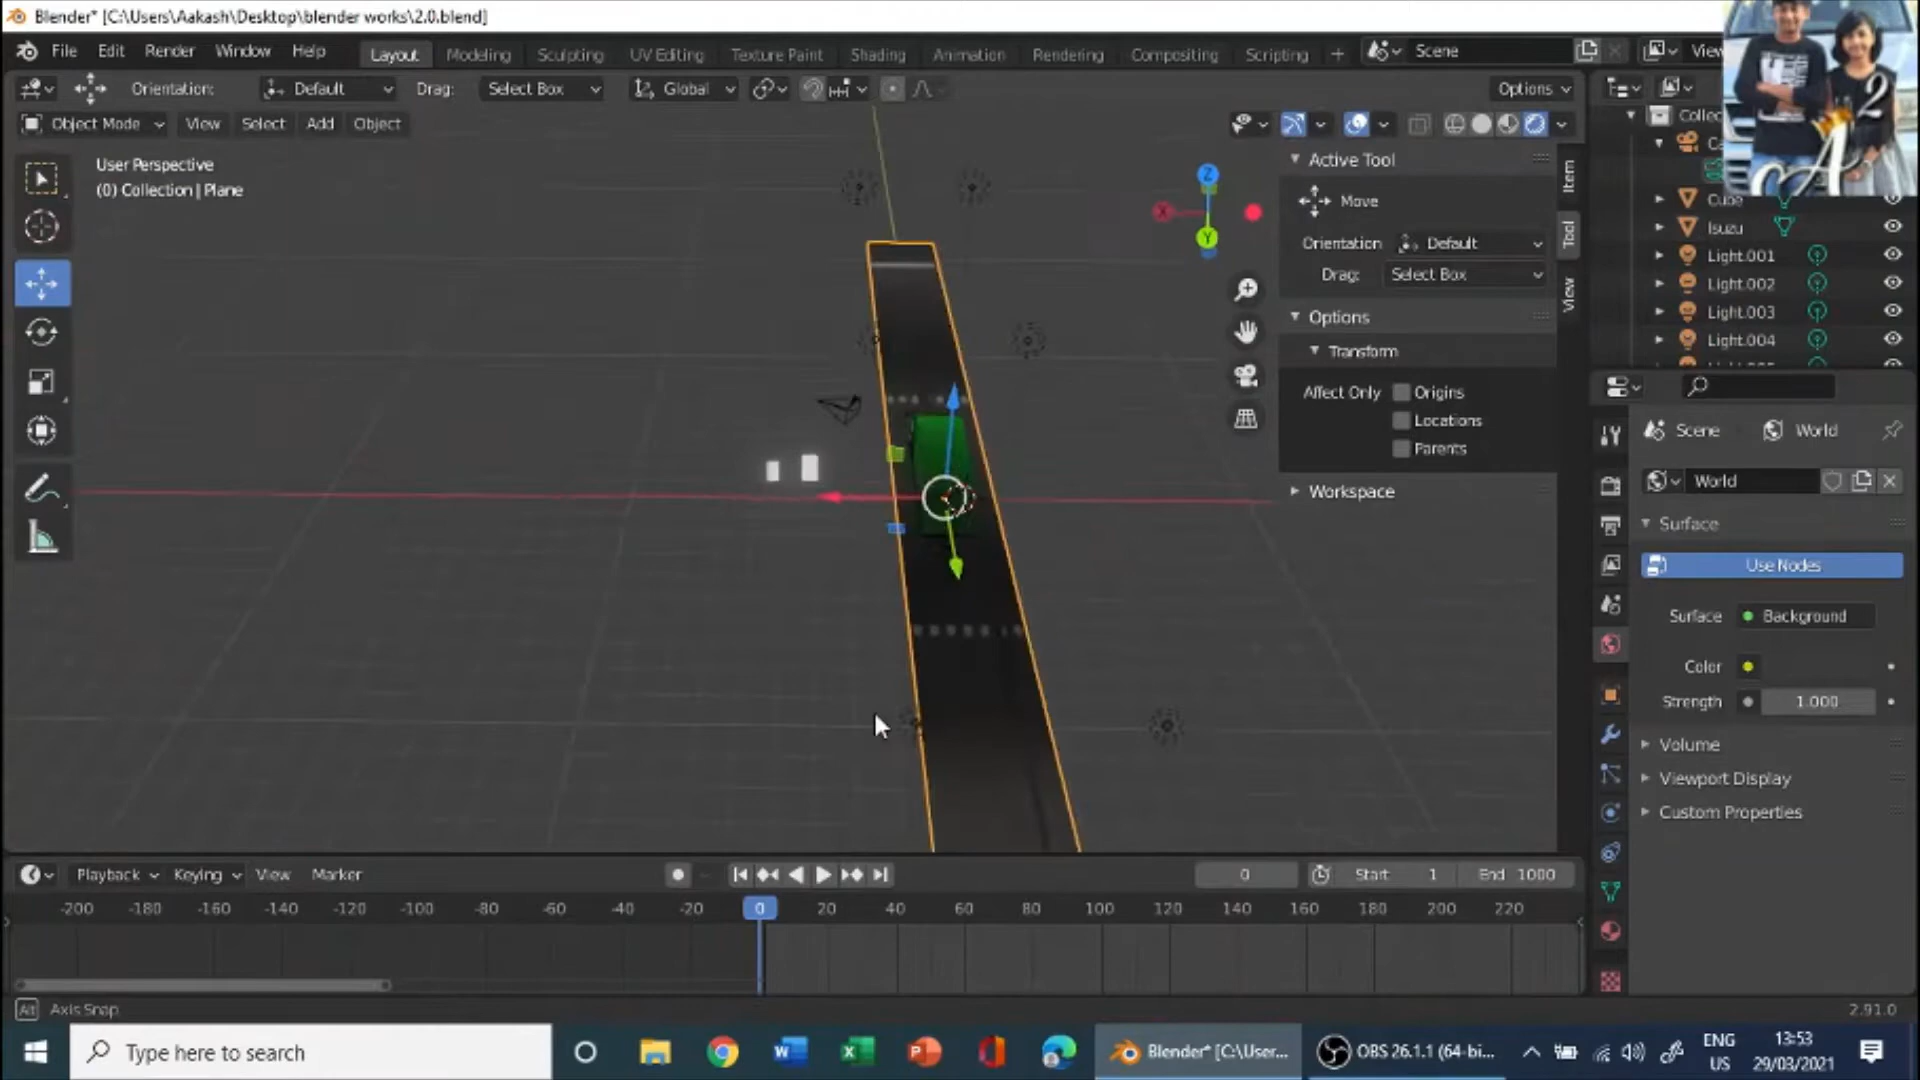 Blender* [C:\Users\Aakash\Desktop\blender works\2.0.blend]
File Edit Render Window Help Layout Modeling Sculpting UV Editing Texture Paint Shading Animation Rendering Compositing Scripting + Scene View
Orientation: Default Drag: Select Box Global Options
Object Mode View Select Add Object
User Perspective
(0) Collection | Plane
Z
X
Y
Active Tool
Move
Orientation Default
Drag: Select Box
Options
Transform
Affect Only Origins
Locations
Parents
Workspace
Item
Tool
View
Collec
Cube
Isuzu
Light.001
Light.002
Light.003
Light.004
A 2
Scene World
World
Surface
Use Nodes
Surface Background
Color
Strength 1.000
Volume
Viewport Display
Custom Properties
Playback Keying View Marker 0 Start 1 End 1000
-200 -180 -160 -140 -120 -100 -80 -60 -40 -20 0 20 40 60 80 100 120 140 160 180 200 220
Alt Axis Snap 2.91.0
Type here to search
Blender* [C:\User...
OBS 26.1.1 (64-bi...
ENG
US
13:53
29/03/2021